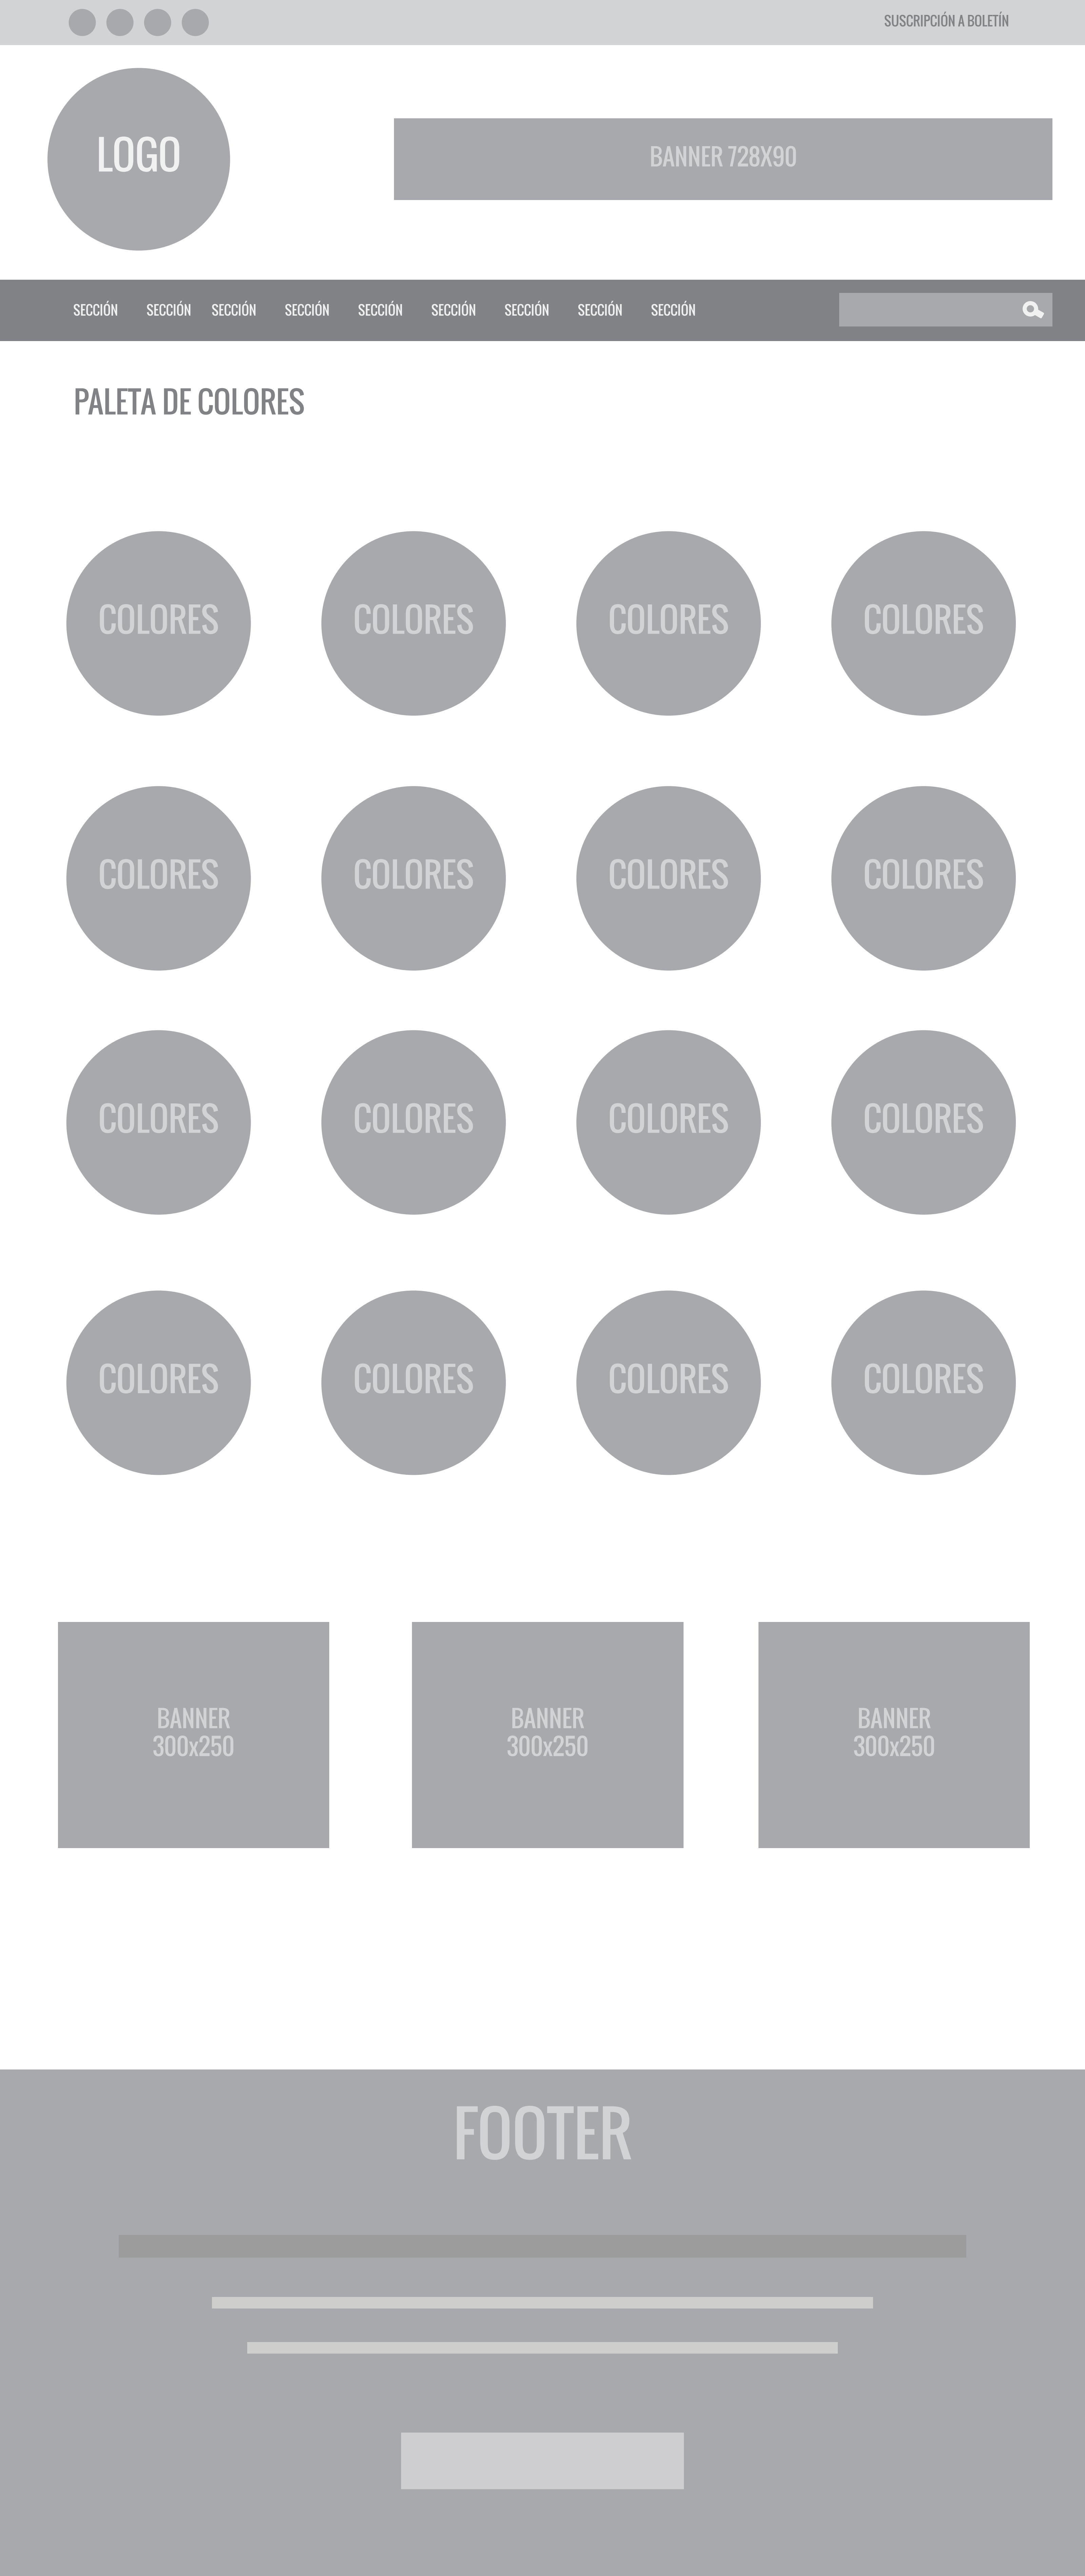 SUSCRIPCIÓN A BOLETÍN
LOGO
BANNER 728X90
SECCIÓN SECCIÓN SECCIÓN SECCIÓN SECCIÓN SECCIÓN SECCIÓN SECCIÓN SECCIÓN
PALETA DE COLORES
COLORES COLORES COLORES COLORES
COLORES COLORES COLORES COLORES
COLORES COLORES COLORES COLORES
COLORES COLORES COLORES COLORES
BANNER
300x250
BANNER
300x250
BANNER
300x250
FOOTER